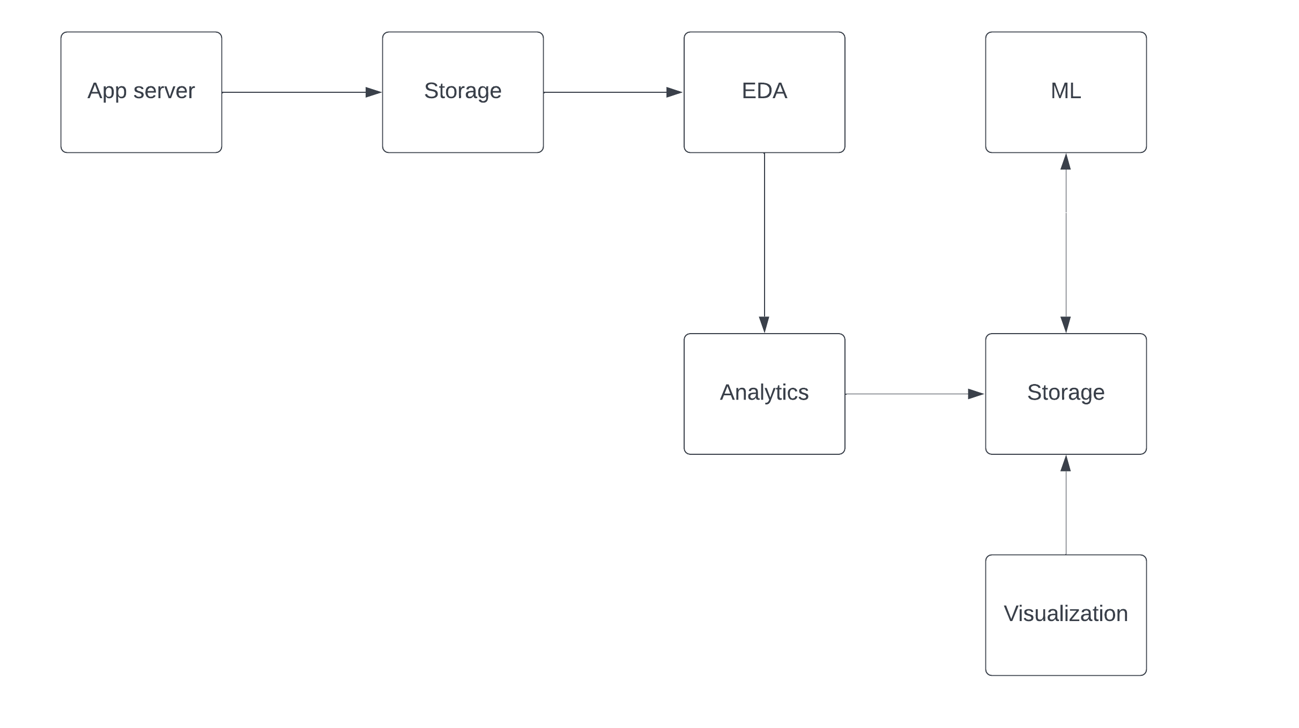 App server
Storage
EDA
ML
Analytics
Storage
Visualization